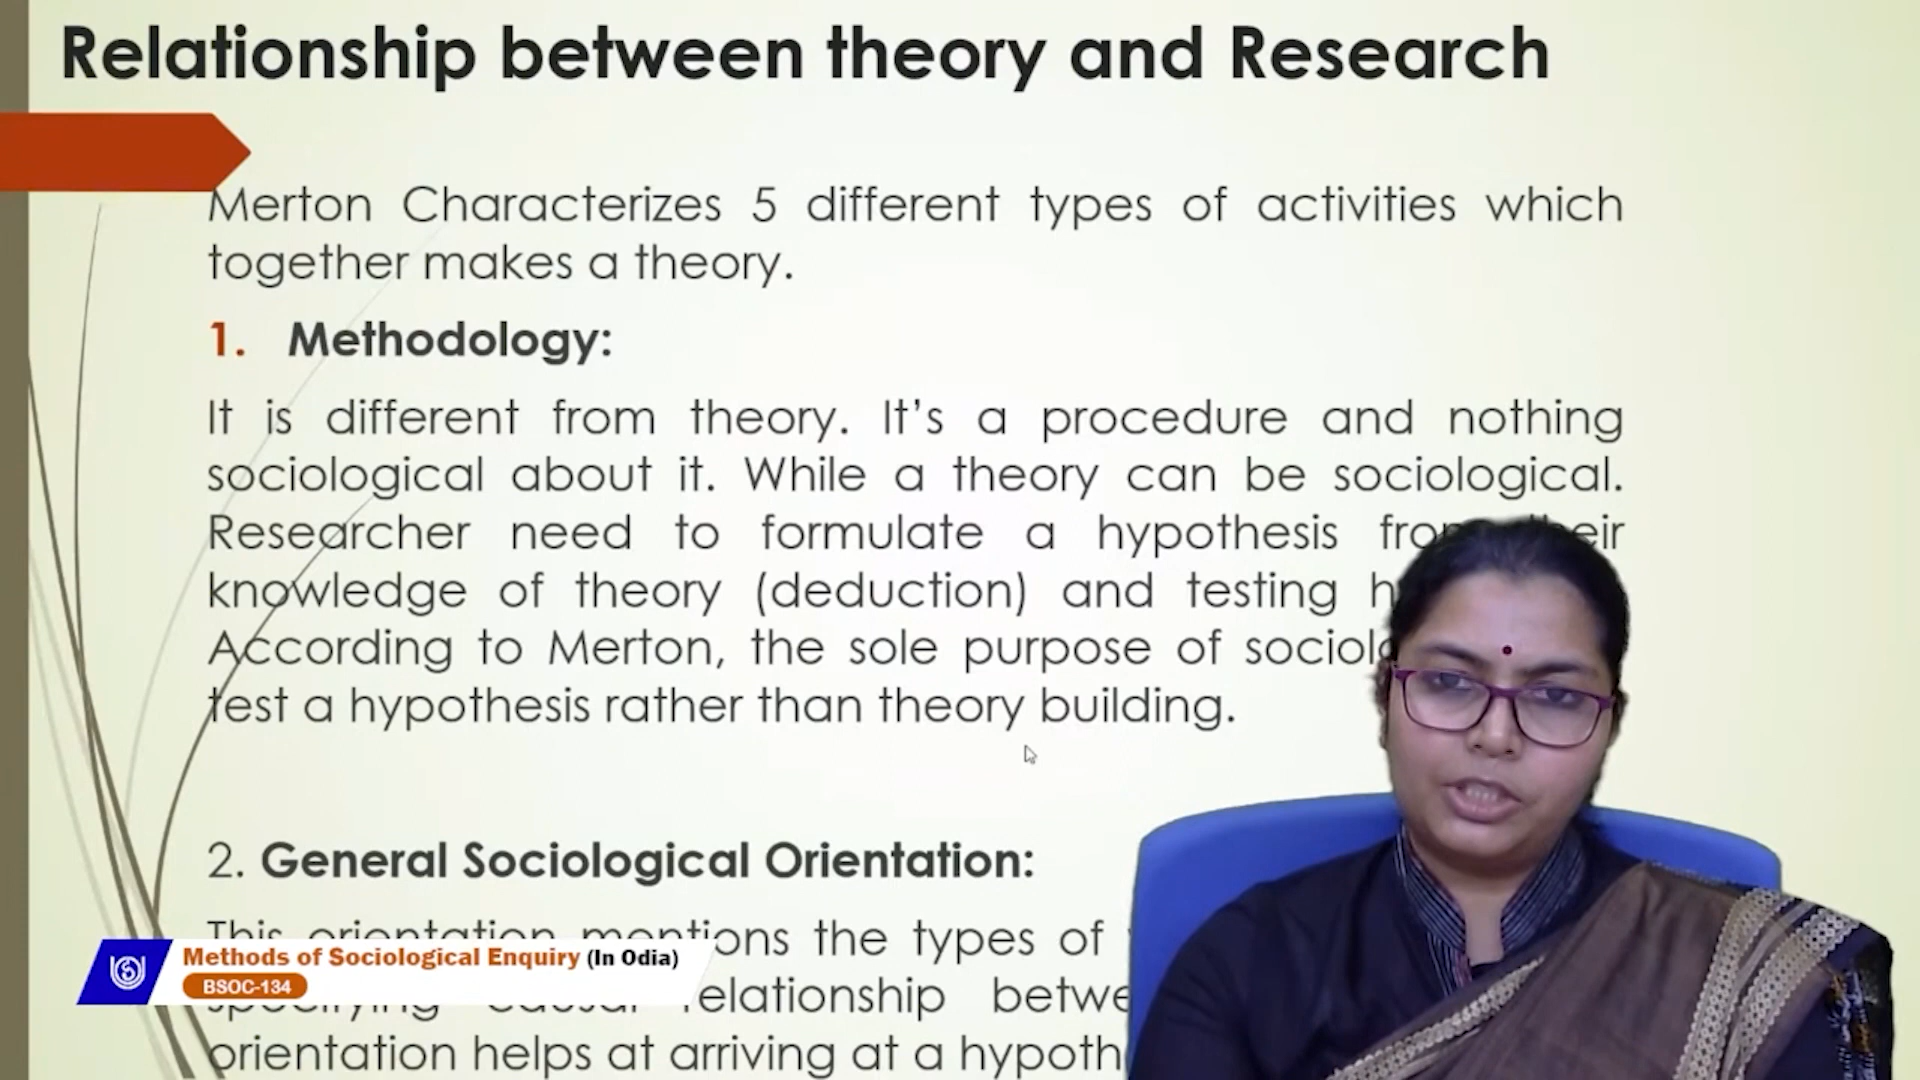 Relationship between theory and Research
Merton Characterizes 5 different types of activities which
together makes a theory.
1. Methodology:
It is different from theory. It's a procedure and nothing
sociological about it. While a theory can be sociological.
Researcher need to formulate a hypothesis from their
knowledge of theory (deduction) and testing
According to Merton, the sole purpose of
test a hypothesis rather than theory building.
2. General Sociological Orientation:
This orientation mentions the types of
specifying causal relationship
orientation helps at arriving at a
Methods of Sociological Enquiry (In Odia)
BSOC-134